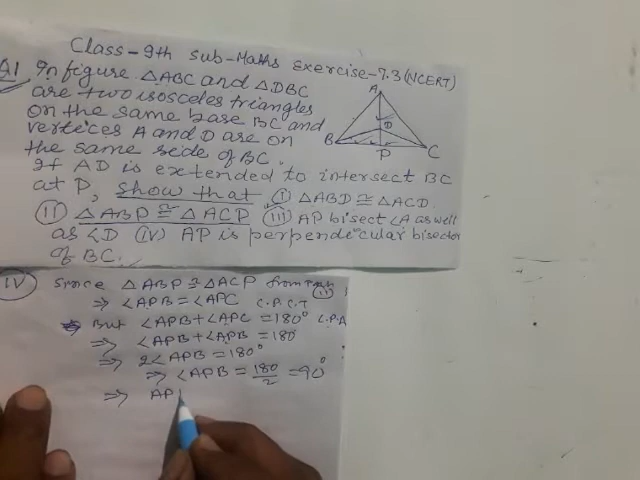 Class-9th Sub-Maths Exercise-7.3(NCERT)
Q1 In figure △ABC and △DBC
are two isosceles triangles
on the same base BC and
vertices A and D are on
the same side of BC.
If AD is extended to intersect BC
at P, show that (i) △ABD≅△ACD.
(ii) △ABP≅△ACP (iii) AP bisect ∠A as well
as ∠D (iv) AP is perpendicular bisector
of BC.
A
D
B
P
C
(iv) Since △ABP≅△ACP from (ii)
⇒ ∠APB=∠APC C.P.C.T
But ∠APB+∠APC=180° L.P.A
⇒ ∠APB+∠APB=180
⇒ 2∠APB=180°
⇒ ∠APB=180/2=90°
⇒ AP